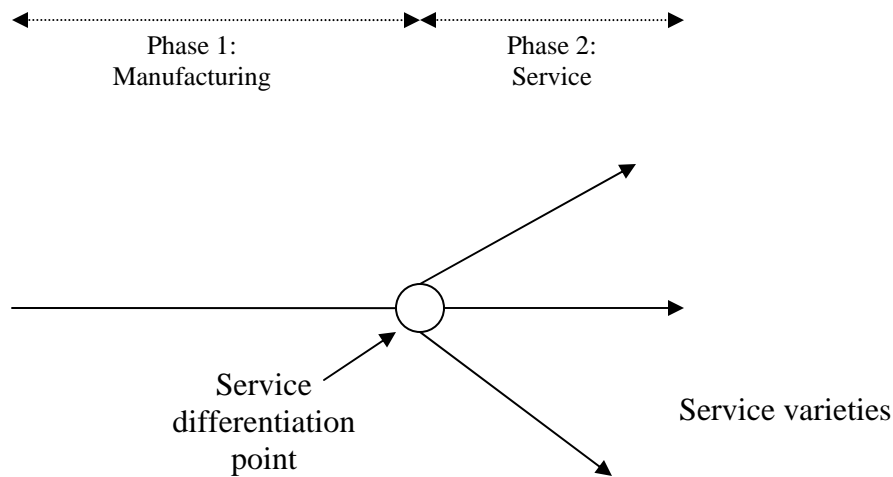 Phase 1:
Manufacturing
Phase 2:
Service
Service
differentiation
point
Service varieties